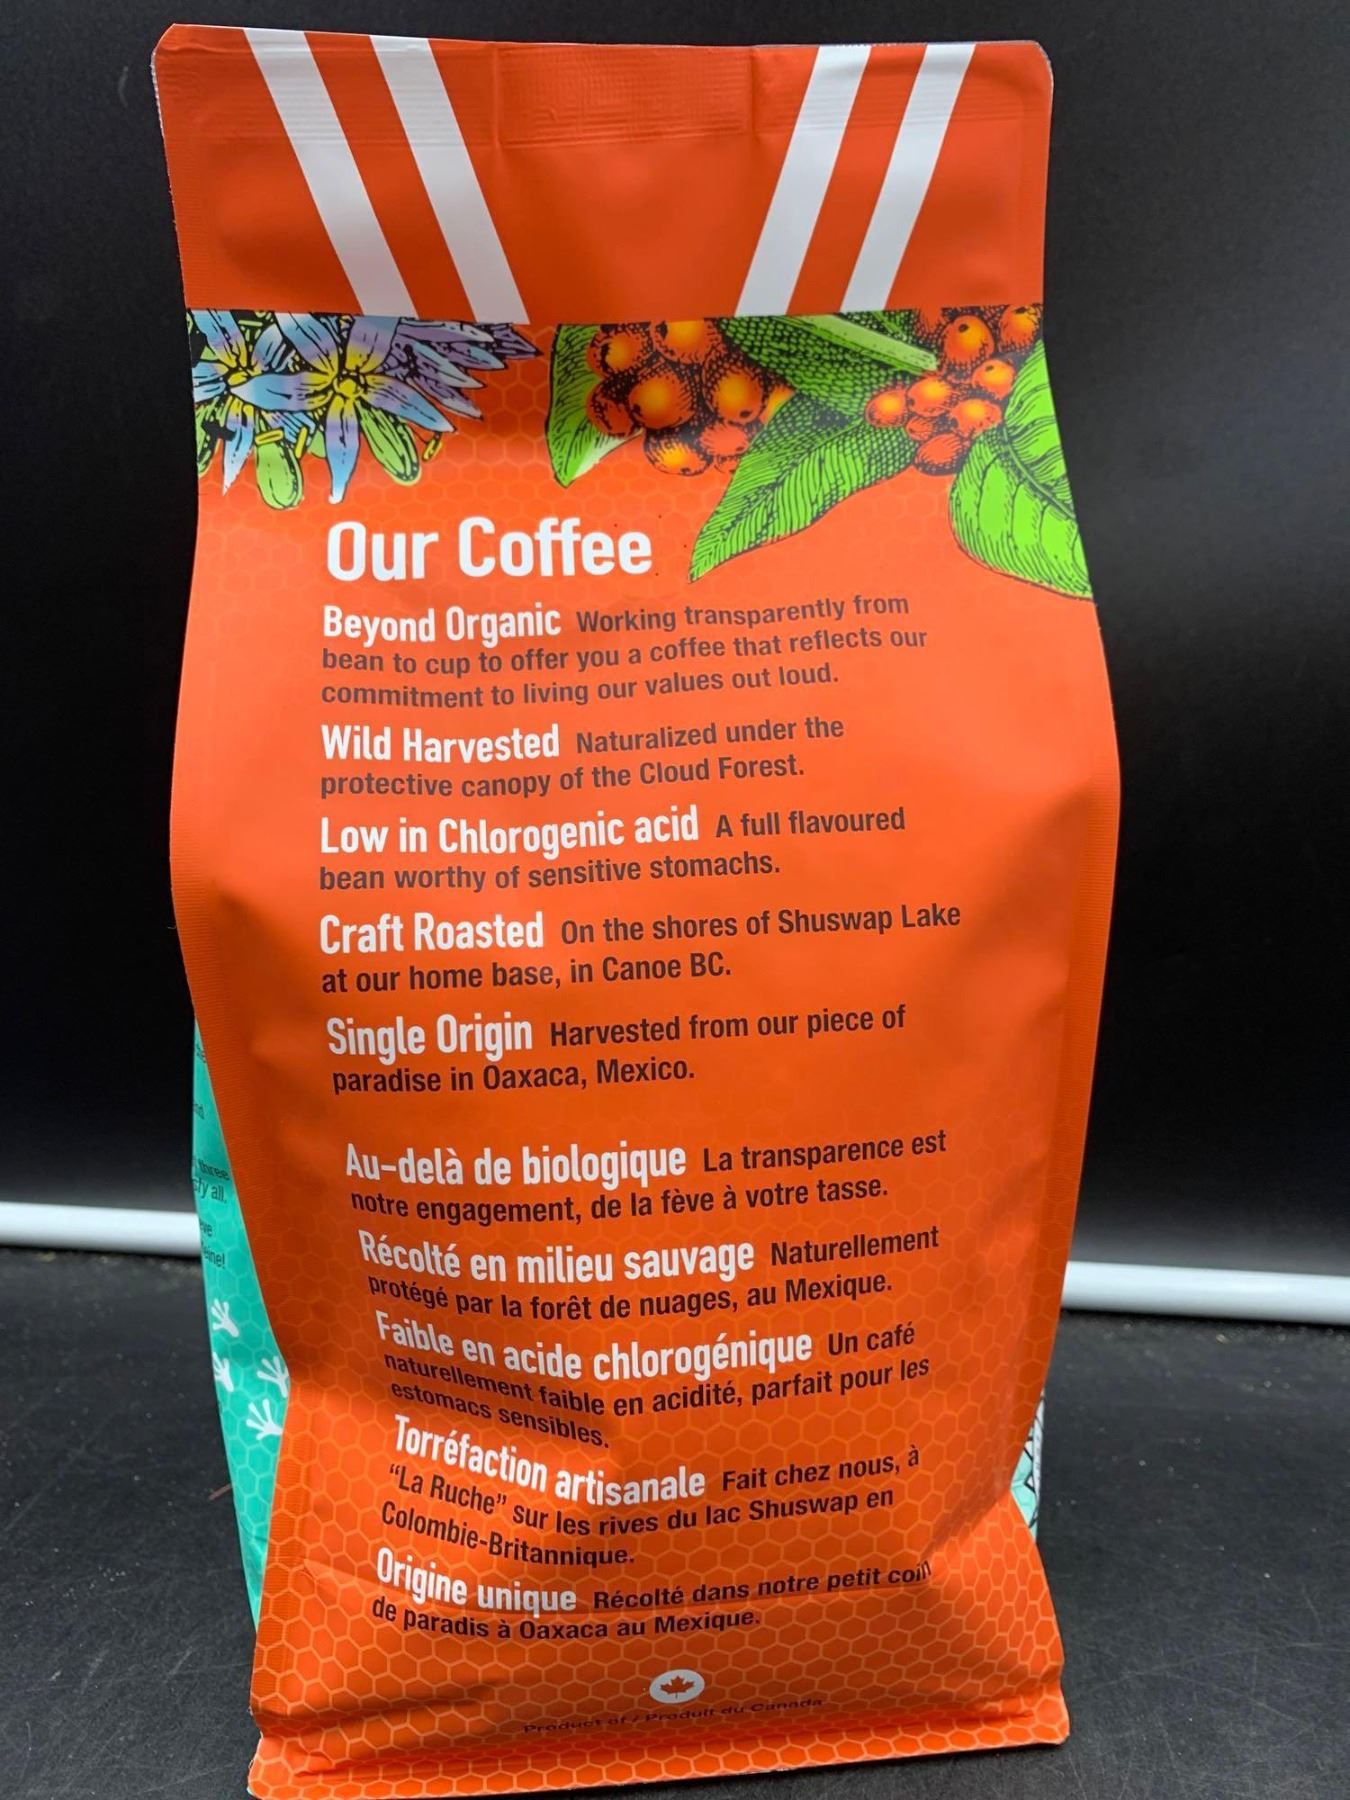 Our Coffee
Beyond Organic Working transparently from
bean to cup to offer you a coffee that reflects our
commitment to living our values out loud.
Wild Harvested Naturalized under the
protective canopy of the Cloud Forest.
Low in Chlorogenic acid A full flavoured
bean worthy of sensitive stomachs.
Craft Roasted On the shores of Shuswap Lake
at our home base, in Canoe BC.
Single Origin Harvested from our piece of
paradise in Oaxaca, Mexico.
Au-delà de biologique La transparence est
notre engagement, de la fève à votre tasse.
Récolté en milieu sauvage Naturellement
protégé par la forêt de nuages, au Mexique.
Faible en acide chlorogénique Un café
naturellement faible en acidité, parfait pour les
estomacs sensibles.
Torréfaction artisanale Fait chez nous, à
“La Ruche” sur les rives du lac Shuswap en
Colombie-Britannique.
Origine unique Récolté dans notre petit coin
de paradis à Oaxaca au Mexique.
Product of / Produit du Canada
three
all.